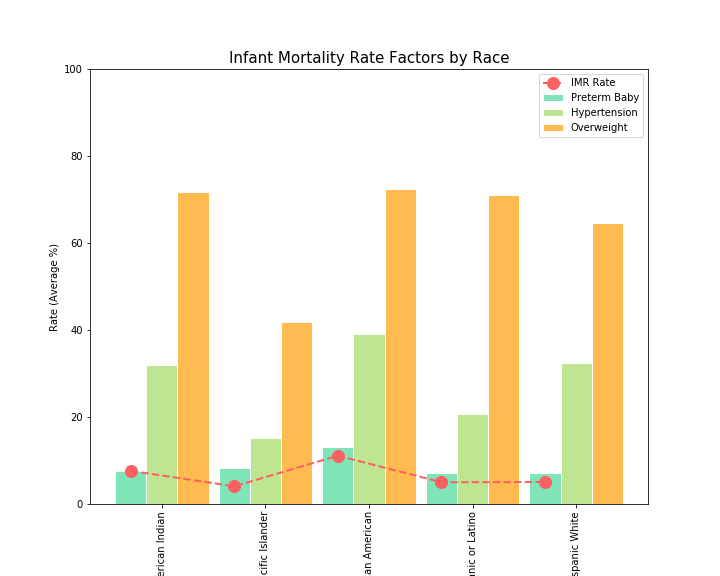 Infant Mortality Rate Factors by Race
IMR Rate
Preterm Baby
Hypertension
Overweight
Rate (Average %)
100
80
60
40
20
0
erican Indian
cific Islander
an American
nic or Latino
spanic White